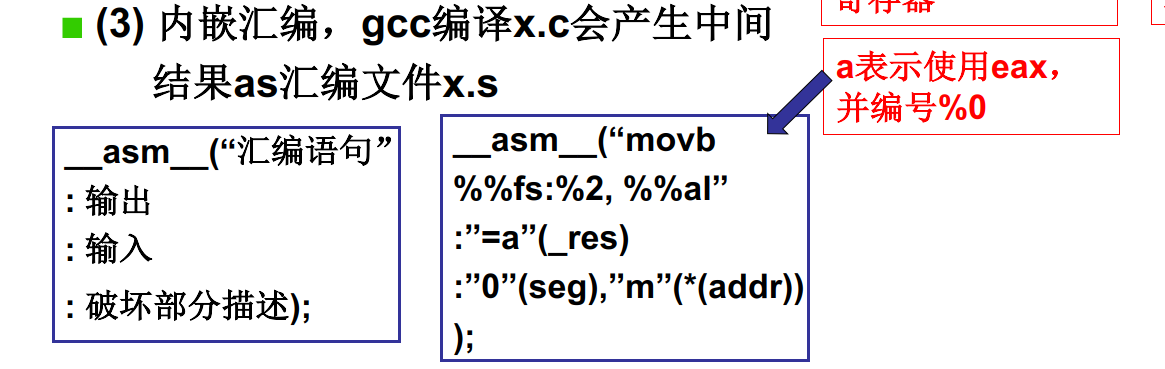 (3) 内嵌汇编，gcc编译x.c会产生中间
结果as汇编文件x.s
寄存器
a表示使用eax，
并编号%0
__asm__(“汇编语句”
: 输出
: 输入
: 破坏部分描述);
__asm__(“movb
%%fs:%2, %%al”
:”=a”(_res)
:”0”(seg),”m”(*(addr))
);